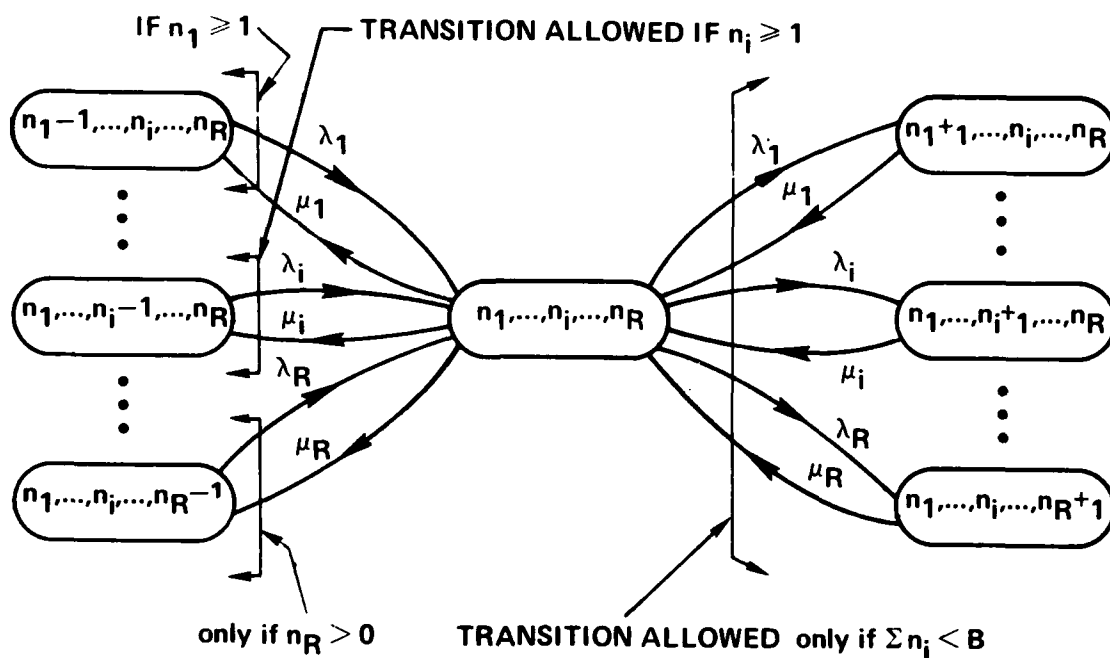 IF n₁ ⩾ 1
TRANSITION ALLOWED IF nᵢ ⩾ 1
n₁−1,...,nᵢ,...,n_R
λ₁
μ₁
λ₁
μ₁
n₁+1,...,nᵢ,...,n_R
n₁,...,nᵢ−1,...,n_R
λᵢ
μᵢ
n₁,...,nᵢ,...,n_R
λᵢ
μᵢ
n₁,...,nᵢ+1,...,n_R
λ_R
μ_R
λ_R
μ_R
n₁,...,nᵢ,...,n_R−1
n₁,...,nᵢ,...,n_R+1
only if n_R > 0
TRANSITION ALLOWED only if Σnᵢ < B